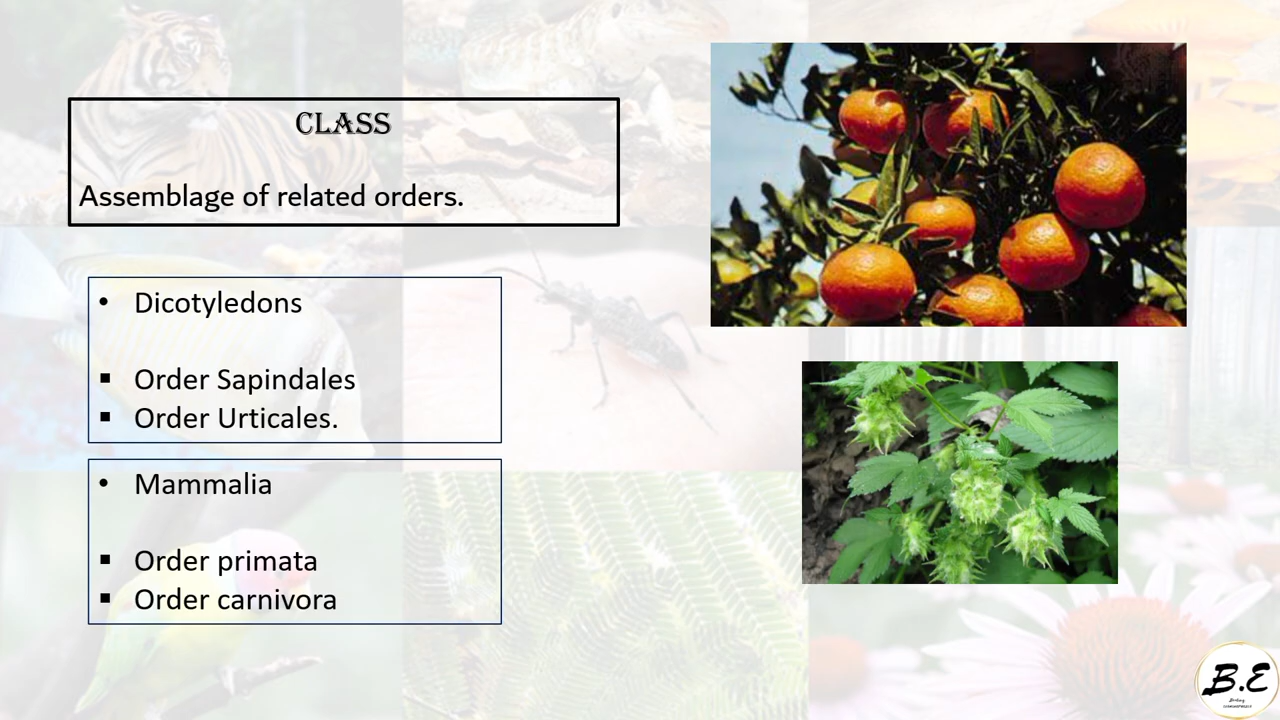 CLASS
Assemblage of related orders.
• Dicotyledons
▪ Order Sapindales
▪ Order Urticales.
• Mammalia
▪ Order primata
▪ Order carnivora
B.E